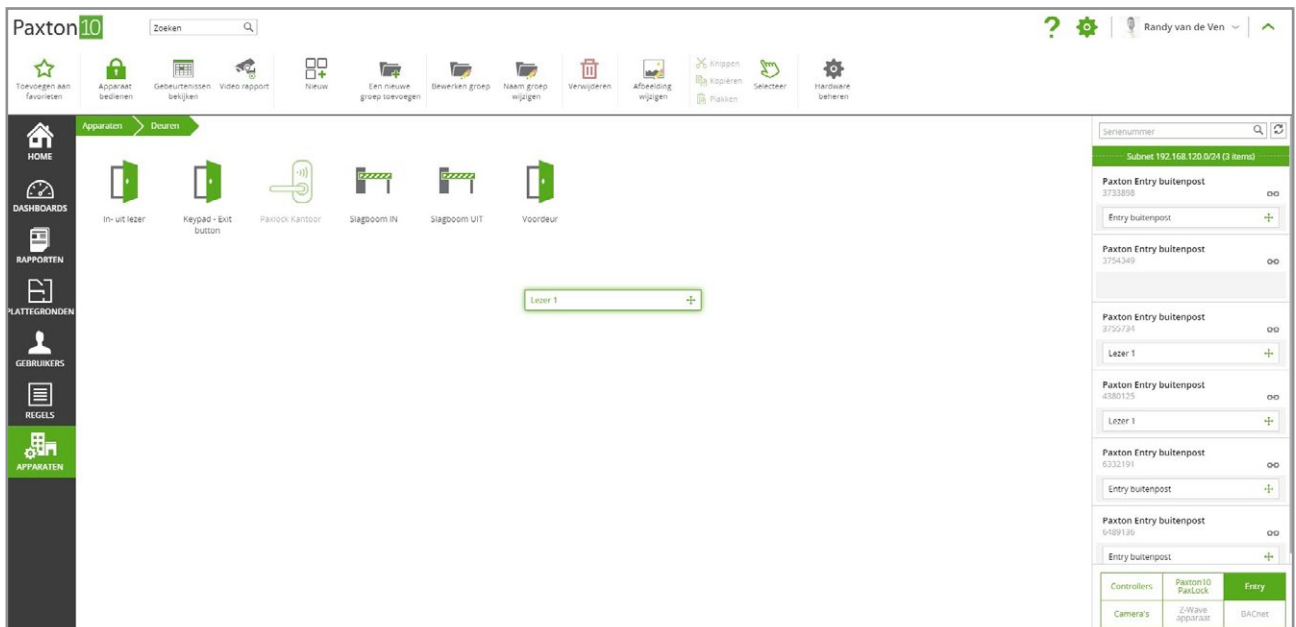 Paxton10
Zoeken
Randy van de Ven
Toevoegen aan favorieten
Apparaat bedienen
Gebeurtenissen bekijken
Video rapport
Nieuw
Een nieuwe groep toevoegen
Bewerken groep
Naam groep wijzigen
Verwijderen
Afbeelding wijzigen
Knippen
Kopiëren
Plakken
Selecteer
Hardware beheren
HOME
DASHBOARDS
RAPPORTEN
PLATTEGRONDEN
GEBRUIKERS
REGELS
APPARATEN
Apparaten
Deuren
In- uit lezer
Keypad - Exit button
Paxlock Kantoor
Slagboom IN
Slagboom UIT
Voordeur
Lezer 1
Serienummer
Subnet 192.168.120.0/24 (3 items)
Paxton Entry buitenpost
3733898
Entry buitenpost
Paxton Entry buitenpost
3754349
Paxton Entry buitenpost
3755734
Lezer 1
Paxton Entry buitenpost
4380125
Lezer 1
Paxton Entry buitenpost
6332191
Entry buitenpost
Paxton Entry buitenpost
6489136
Entry buitenpost
Controllers
Paxton10 PaxLock
Entry
Camera's
Z-Wave apparaat
BACnet